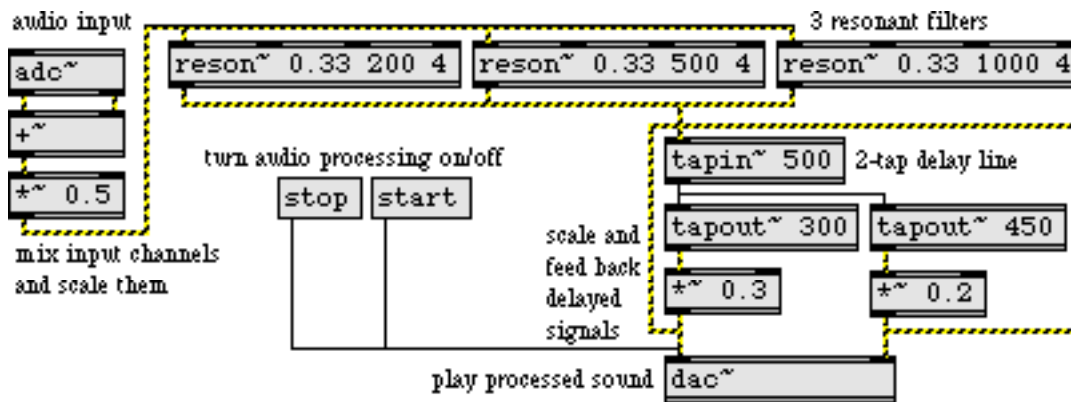 audio input
3 resonant filters
adc~
reson~ 0.33 200 4
reson~ 0.33 500 4
reson~ 0.33 1000 4
+~
*~ 0.5
mix input channels
and scale them
turn audio processing on/off
stop
start
tapin~ 500
2-tap delay line
tapout~ 300
tapout~ 450
scale and
feed back
delayed
signals
*~ 0.3
*~ 0.2
play processed sound
dac~